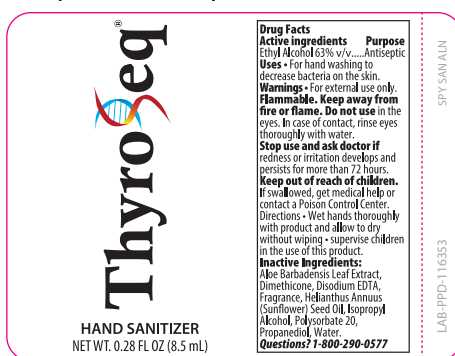 ThyroSeq®
HAND SANITIZER
NET WT. 0.28 FL OZ (8.5 mL)
Drug Facts
Active ingredients Purpose
Ethyl Alcohol 63% v/v.....Antiseptic
Uses • For hand washing to
decrease bacteria on the skin.
Warnings • For external use only.
Flammable. Keep away from
fire or flame. Do not use in the
eyes. In case of contact, rinse eyes
thoroughly with water.
Stop use and ask doctor if
redness or irritation develops and
persists for more than 72 hours.
Keep out of reach of children.
If swallowed, get medical help or
contact a Poison Control Center.
Directions • Wet hands thoroughly
with product and allow to dry
without wiping • supervise children
in the use of this product.
Inactive Ingredients:
Aloe Barbadensis Leaf Extract,
Dimethicone, Disodium EDTA,
Fragrance, Helianthus Annuus
(Sunflower) Seed Oil, Isopropyl
Alcohol, Polysorbate 20,
Propanediol, Water.
Questions? 1-800-290-0577
SPY SAN ALN
LAB-PPD-116353